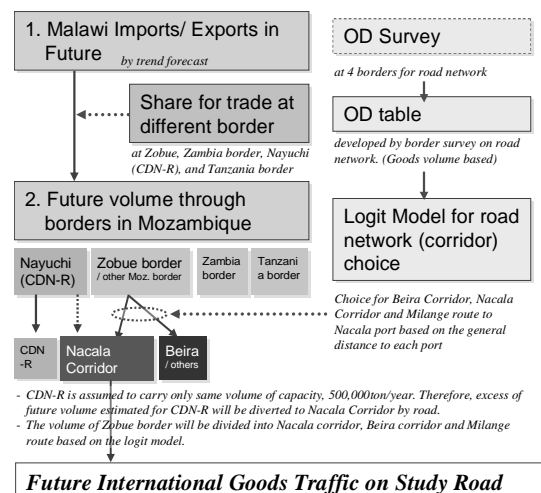 1. Malawi Imports/ Exports in
Future
by trend forecast
Share for trade at
different border
at Zobue, Zambia border, Nayuchi
(CDN-R), and Tanzania border
2. Future volume through
borders in Mozambique
Nayuchi
(CDN-R)
Zobue border
/ other Moz. border
Zambia
border
Tanzani
a border
CDN
-R
Nacala
Corridor
Beira
/ others
OD Survey
at 4 borders for road network
OD table
developed by border survey on road
network. (Goods volume based)
Logit Model for road
network (corridor)
choice
Choice for Beira Corridor, Nacala
Corridor and Milange route to
Nacala port based on the general
distance to each port
- CDN-R is assumed to carry only same volume of capacity, 500,000ton/year. Therefore, excess of
future volume estimated for CDN-R will be diverted to Nacala Corridor by road.
- The volume of Zobue border will be divided into Nacala corridor, Beira corridor and Milange
route based on the logit model.
Future International Goods Traffic on Study Road